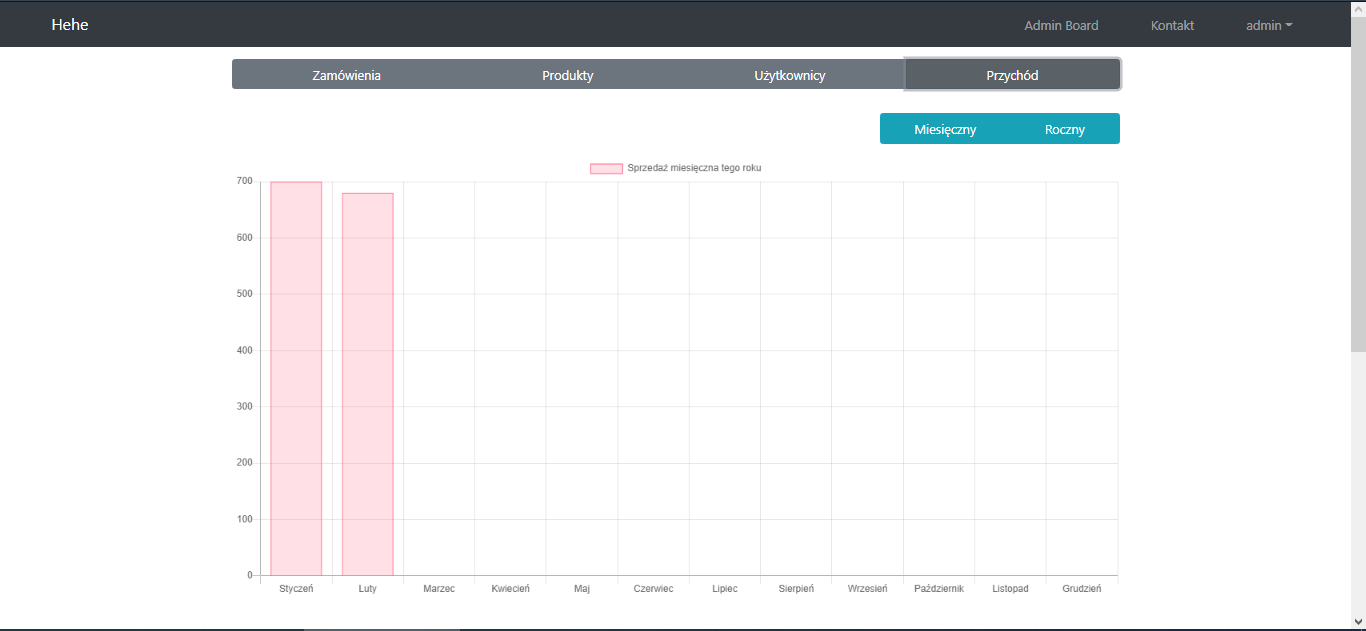 Hehe Admin Board Kontakt admin
Zamówienia Produkty Użytkownicy Przychód
Miesięczny Roczny
Sprzedaż miesięczna tego roku
700
600
500
400
300
200
100
0
Styczeń Luty Marzec Kwiecień Maj Czerwiec Lipiec Sierpień Wrzesień Październik Listopad Grudzień